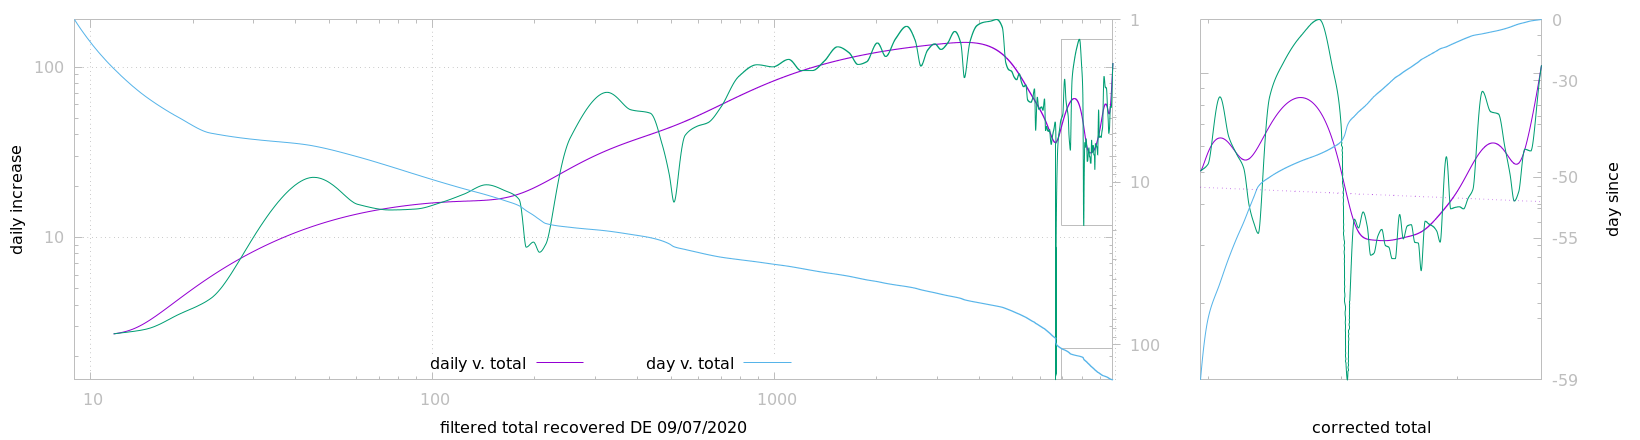 daily increase
100
10
10
100
1000
1
10
100
daily v. total
day v. total
filtered total recovered DE 09/07/2020
0
-30
-50
-55
-59
day since
corrected total